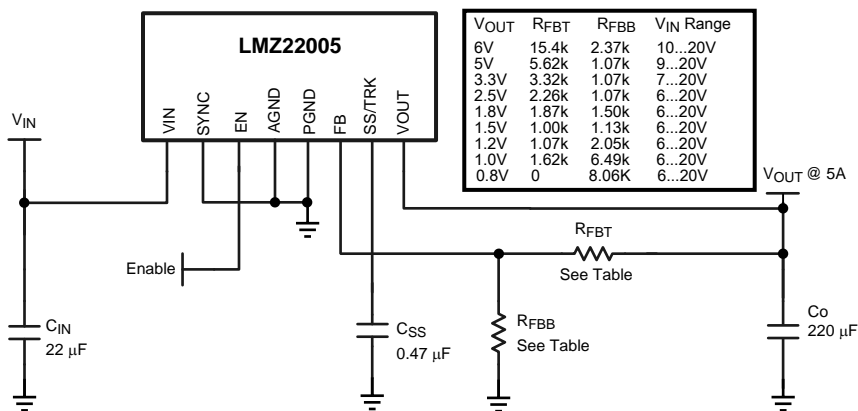 LMZ22005
VIN
SYNC
EN
AGND
PGND
FB
SS/TRK
VOUT
VOUT RFBT RFBB VIN Range
6V 15.4k 2.37k 10...20V
5V 5.62k 1.07k 9...20V
3.3V 3.32k 1.07k 7...20V
2.5V 2.26k 1.07k 6...20V
1.8V 1.87k 1.50k 6...20V
1.5V 1.00k 1.13k 6...20V
1.2V 1.07k 2.05k 6...20V
1.0V 1.62k 6.49k 6...20V
0.8V 0 8.06K 6...20V
VIN
VOUT @ 5A
Enable
RFBT
See Table
CIN
22 μF
CSS
0.47 μF
RFBB
See Table
Co
220 μF